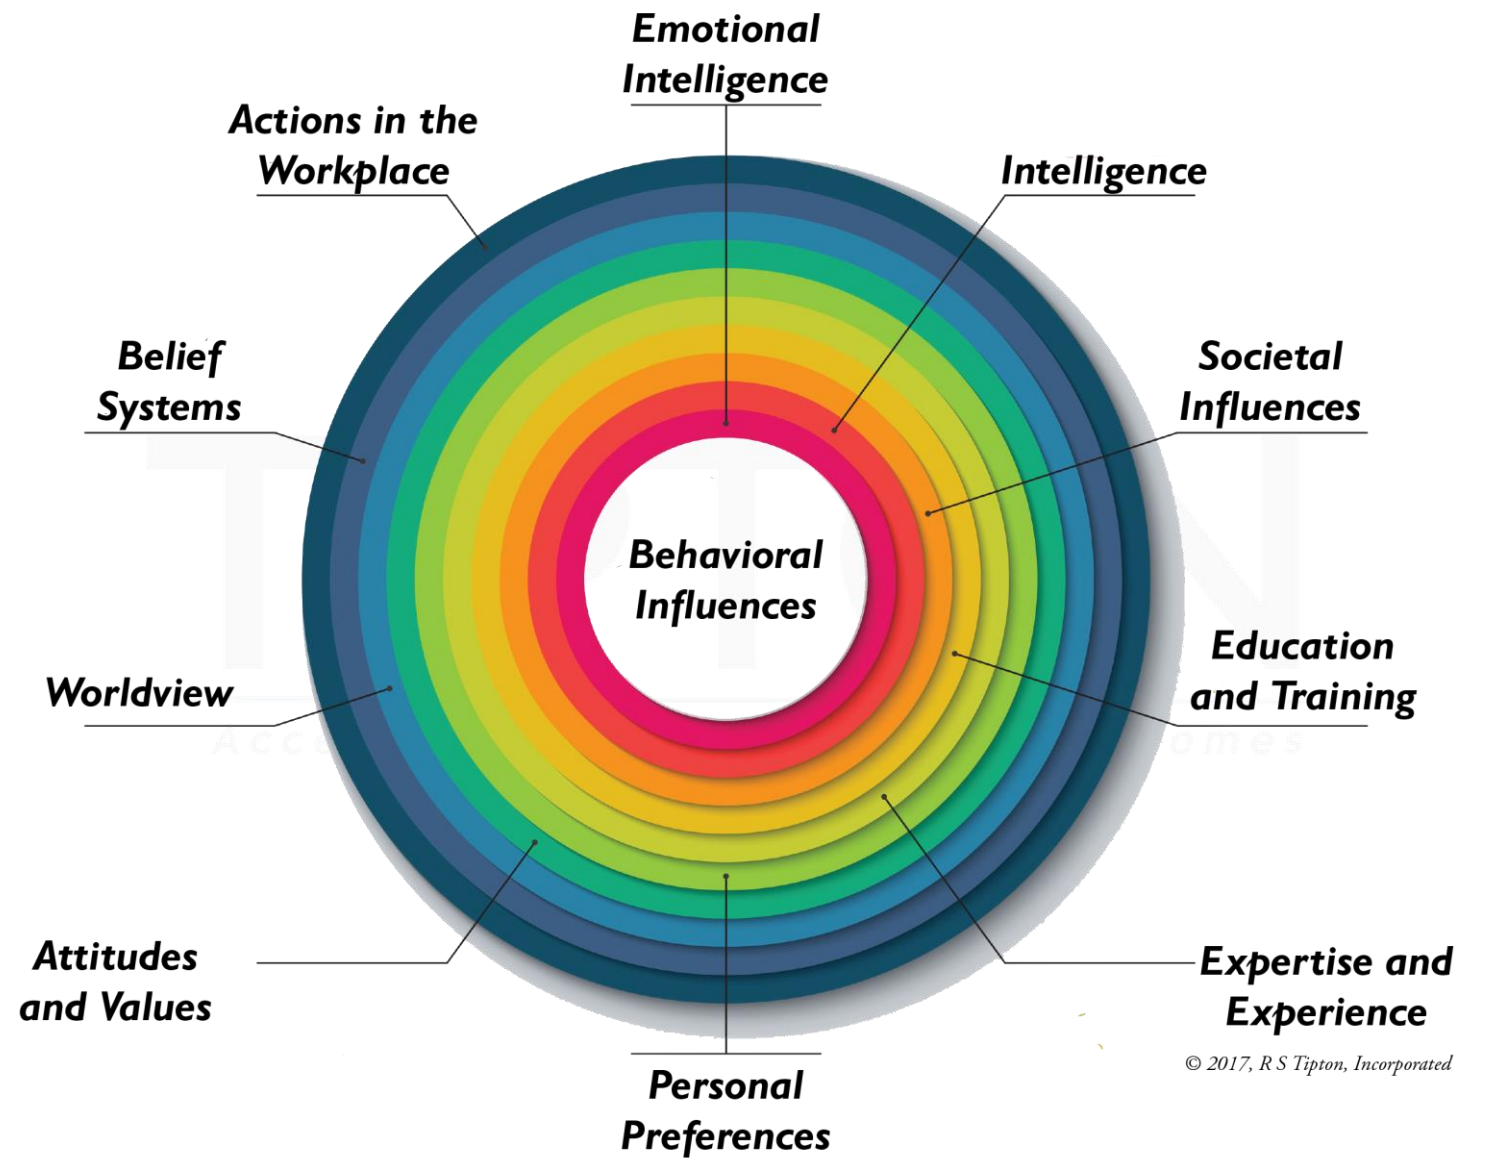 Emotional
Intelligence
Actions in the
Workplace
Intelligence
Belief
Systems
Societal
Influences
Behavioral
Influences
Education
and Training
Worldview
Attitudes
and Values
Expertise and
Experience
© 2017, R S Tipton, Incorporated
Personal
Preferences